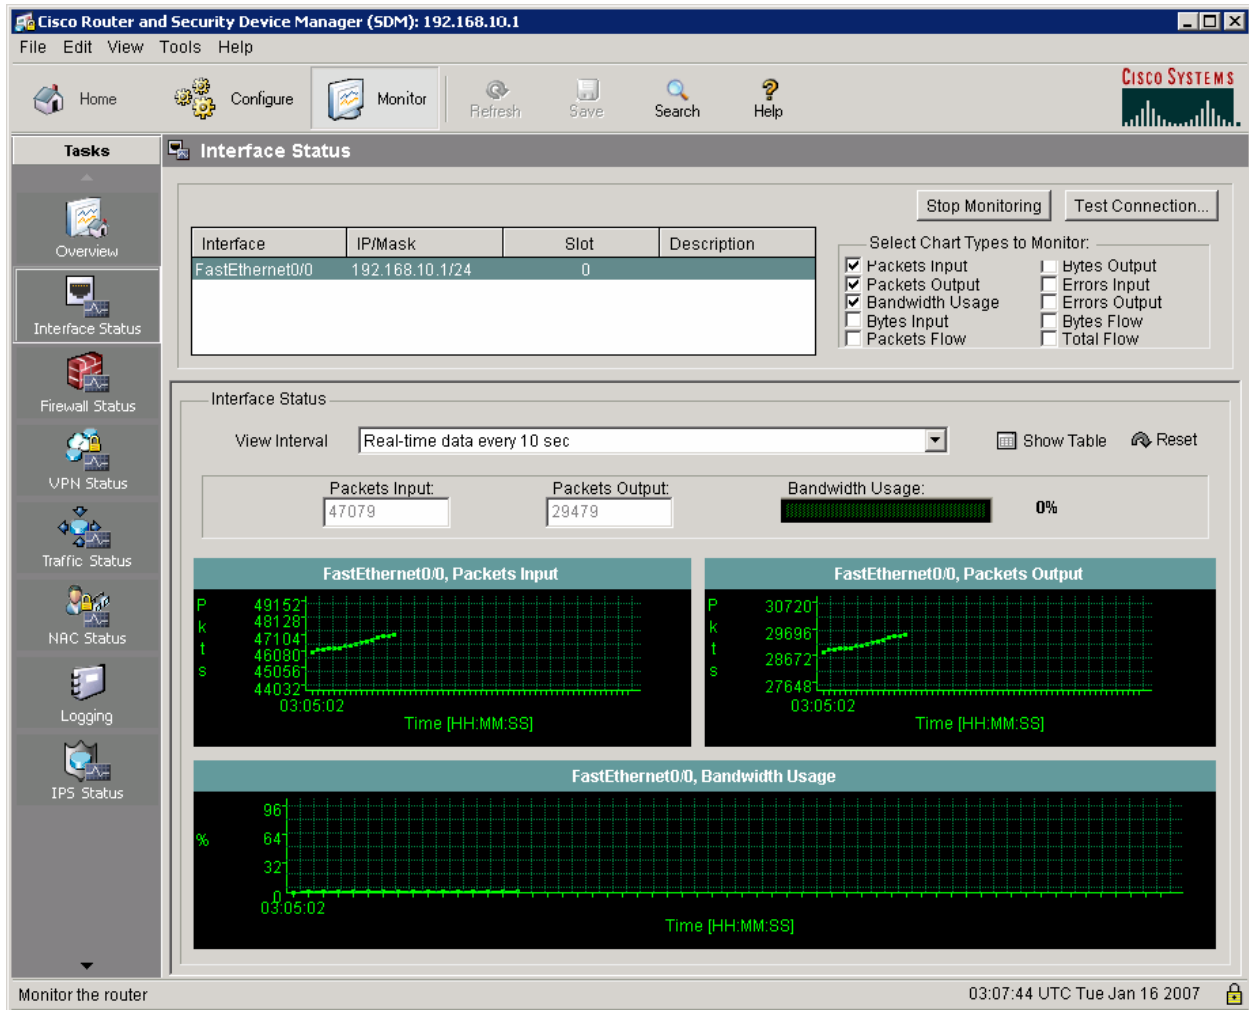 Cisco Router and Security Device Manager (SDM): 192.168.10.1
File Edit View Tools Help
Home Configure Monitor Refresh Save Search Help
CISCO SYSTEMS
Tasks
Interface Status
Overview
Interface Status
Firewall Status
VPN Status
Traffic Status
NAC Status
Logging
IPS Status
Stop Monitoring Test Connection...
Interface IP/Mask Slot Description
FastEthernet0/0 192.168.10.1/24 0
Select Chart Types to Monitor:
Packets Input Bytes Output
Packets Output Errors Input
Bandwidth Usage Errors Output
Bytes Input Bytes Flow
Packets Flow Total Flow
Interface Status
View Interval Real-time data every 10 sec Show Table Reset
Packets Input: Packets Output: Bandwidth Usage:
47079 29479 0%
FastEthernet0/0, Packets Input
Pkts
49152
48128
47104
46080
45056
44032
03:05:02
Time [HH:MM:SS]
FastEthernet0/0, Packets Output
Pkts
30720
29696
28672
27648
03:05:02
Time [HH:MM:SS]
FastEthernet0/0, Bandwidth Usage
%
96
64
32
0
03:05:02
Time [HH:MM:SS]
Monitor the router 03:07:44 UTC Tue Jan 16 2007